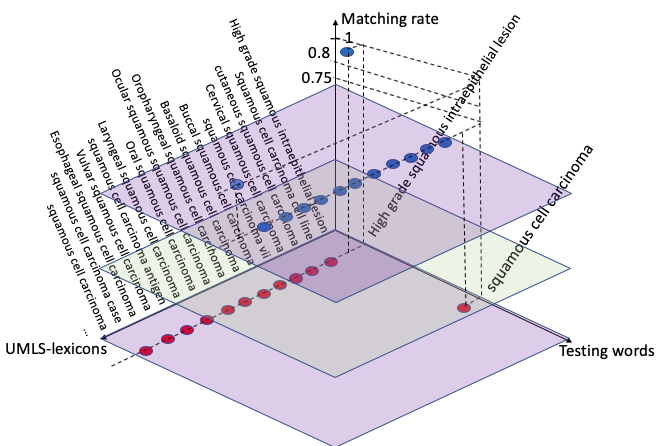 Matching rate
1
0.8
0.75
High grade squamous intraepithelial lesion
Squamous cell carcinoma cell line
cutaneous squamous cell carcinoma
Cervical squamous cell carcinoma
squamous cell carcinoma vii
Buccal squamous cell carcinoma
Basaloid squamous cell carcinoma
Oropharyngeal squamous cell carcinoma
Ocular squamous cell carcinoma
Oral squamous cell carcinoma
Laryngeal squamous cell carcinoma
squamous cell carcinoma antigen
Vulvar squamous cell carcinoma
Esophageal squamous cell carcinoma
squamous cell carcinoma case
squamous cell carcinoma
...
UMLS-lexicons
High grade squamous intraepithelial lesion
squamous cell carcinoma
Testing words